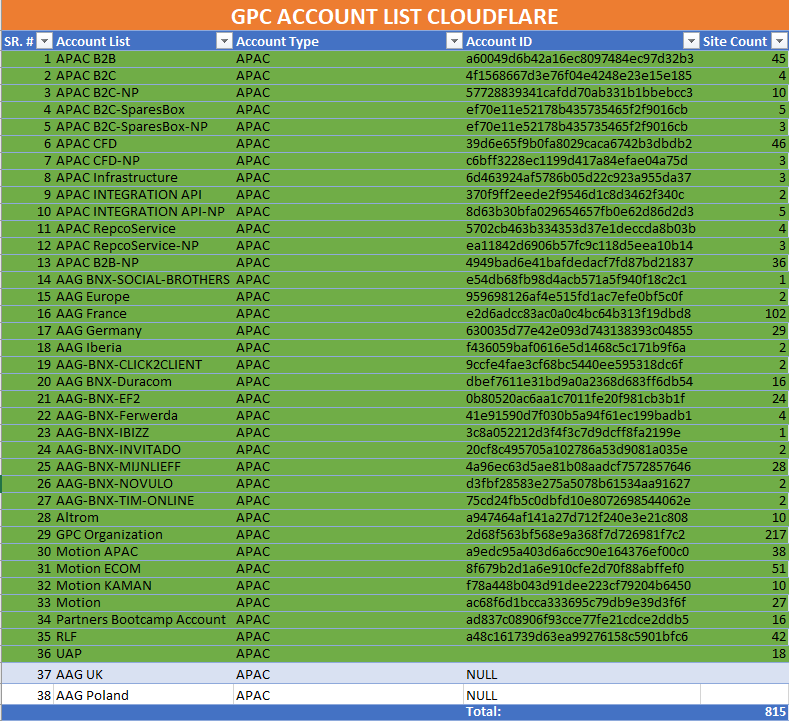 GPC ACCOUNT LIST CLOUDFLARE
SR. # Account List Account Type Account ID Site Count
1 APAC B2B APAC a60049d6b42a16ec8097484ec97d32b3 45
2 APAC B2C APAC 4f1568667d3e76f04e4248e23e15e185 4
3 APAC B2C-NP APAC 57728839341cafdd70ab331b1bbebcc3 10
4 APAC B2C-SparesBox APAC ef70e11e52178b435735465f2f9016cb 5
5 APAC B2C-SparesBox-NP APAC ef70e11e52178b435735465f2f9016cb 3
6 APAC CFD APAC 39d6e65f9b0fa8029caca6742b3dbdb2 46
7 APAC CFD-NP APAC c6bff3228ec1199d417a84efae04a75d 3
8 APAC Infrastructure APAC 6d463924af5786b05d22c923a955da37 3
9 APAC INTEGRATION API APAC 370f9ff2eede2f9546d1c8d3462f340c 2
10 APAC INTEGRATION API-NP APAC 8d63b30bfa029654657fb0e62d86d2d3 5
11 APAC RepcoService APAC 5702cb463b334353d37e1deccda8b03b 4
12 APAC RepcoService-NP APAC ea11842d6906b57fc9c118d5eea10b14 3
13 APAC B2B-NP APAC 4949bad6e41bafdedacf7fd87bd21837 36
14 AAG BNX-SOCIAL-BROTHERS APAC e54db68fb98d4acb571a5f940f18c2c1 1
15 AAG Europe APAC 959698126af4e515fd1ac7efe0bf5c0f 2
16 AAG France APAC e2d6adcc83ac0a0c4bc64b313f19dbd8 102
17 AAG Germany APAC 630035d77e42e093d743138393c04855 29
18 AAG Iberia APAC f436059baf0616e5d1468c5c171b9f6a 2
19 AAG-BNX-CLICK2CLIENT APAC 9ccfe4fae3cf68bc5440ee595318dc6f 2
20 AAG BNX-Duracom APAC dbef7611e31bd9a0a2368d683ff6db54 16
21 AAG-BNX-EF2 APAC 0b80520ac6aa1c7011fe20f981cb3b1f 24
22 AAG-BNX-Ferwerda APAC 41e91590d7f030b5a94f61ec199badb1 4
23 AAG-BNX-IBIZZ APAC 3c8a052212d3f4f3c7d9dcff8fa2199e 1
24 AAG-BNX-INVITADO APAC 20cf8c495705a102786a53d9081a035e 2
25 AAG-BNX-MIJNLIEFF APAC 4a96ec63d5ae81b08aadcf7572857646 28
26 AAG-BNX-NOVULO APAC d3fbf28583e275a5078b61534aa91627 2
27 AAG-BNX-TIM-ONLINE APAC 75cd24fb5c0dbfd10e8072698544062e 2
28 Altrom APAC a947464af141a27d712f240e3e21c808 10
29 GPC Organization APAC 2d68f563bf568e9a368f7d726981f7c2 217
30 Motion APAC APAC a9edc95a403d6a6cc90e164376ef00c0 38
31 Motion ECOM APAC 8f679b2d1a6e910cfe2d70f88abffef0 51
32 Motion KAMAN APAC f78a448b043d91dee223cf79204b6450 10
33 Motion APAC ac68f6d1bcca333695c79db9e39d3f6f 27
34 Partners Bootcamp Account APAC ad837c08906f93cce77fe21cdce2ddb5 16
35 RLF APAC a48c161739d63ea99276158c5901bfc6 42
36 UAP APAC 18
37 AAG UK APAC NULL
38 AAG Poland APAC NULL
Total: 815